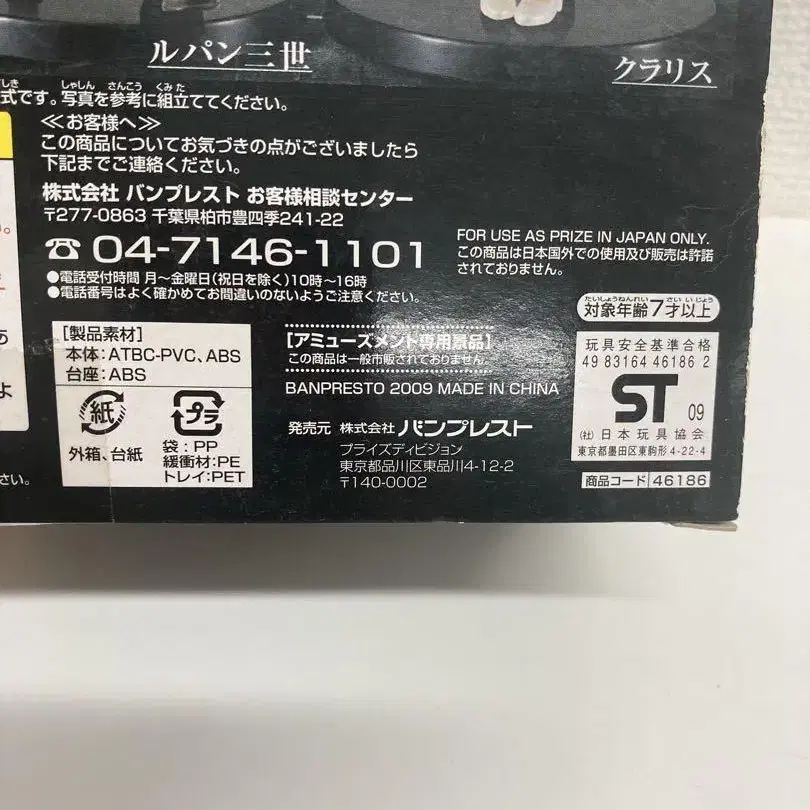 ルパン三世
クラリス
しゃしん さんこう くみた
式です。写真を参考に組立ててください。
≪お客様へ≫
この商品についてお気づきの点がございましたら
下記までご連絡ください。
株式会社 バンプレスト お客様相談センター
〒277-0863 千葉県柏市豊四季241-22
☎ 04-7146-1101
●電話受付時間 月~金曜日(祝日を除く)10時~16時
●電話番号はよく確かめてお間違いのないようご注意ください。
FOR USE AS PRIZE IN JAPAN ONLY.
この商品は日本国外での使用及び販売は許諾
されておりません。
たいしょうねんれい さい いじょう
対象年齢7才以上
[製品素材]
本体:ATBC-PVC、ABS
台座:ABS
紙
外箱、台紙
プラ
袋:PP
緩衝材:PE
トレイ:PET
[アミューズメント専用景品]
この商品は一般市販されておりません。
BANPRESTO 2009 MADE IN CHINA
発売元 株式会社 バンプレスト
プライズディビジョン
東京都品川区東品川4-12-2
〒140-0002
玩具安全基準合格
49 83164 46186 2
ST 09
(社)日本玩具協会
東京都墨田区東駒形4-22-4
商品コード 46186
さい。